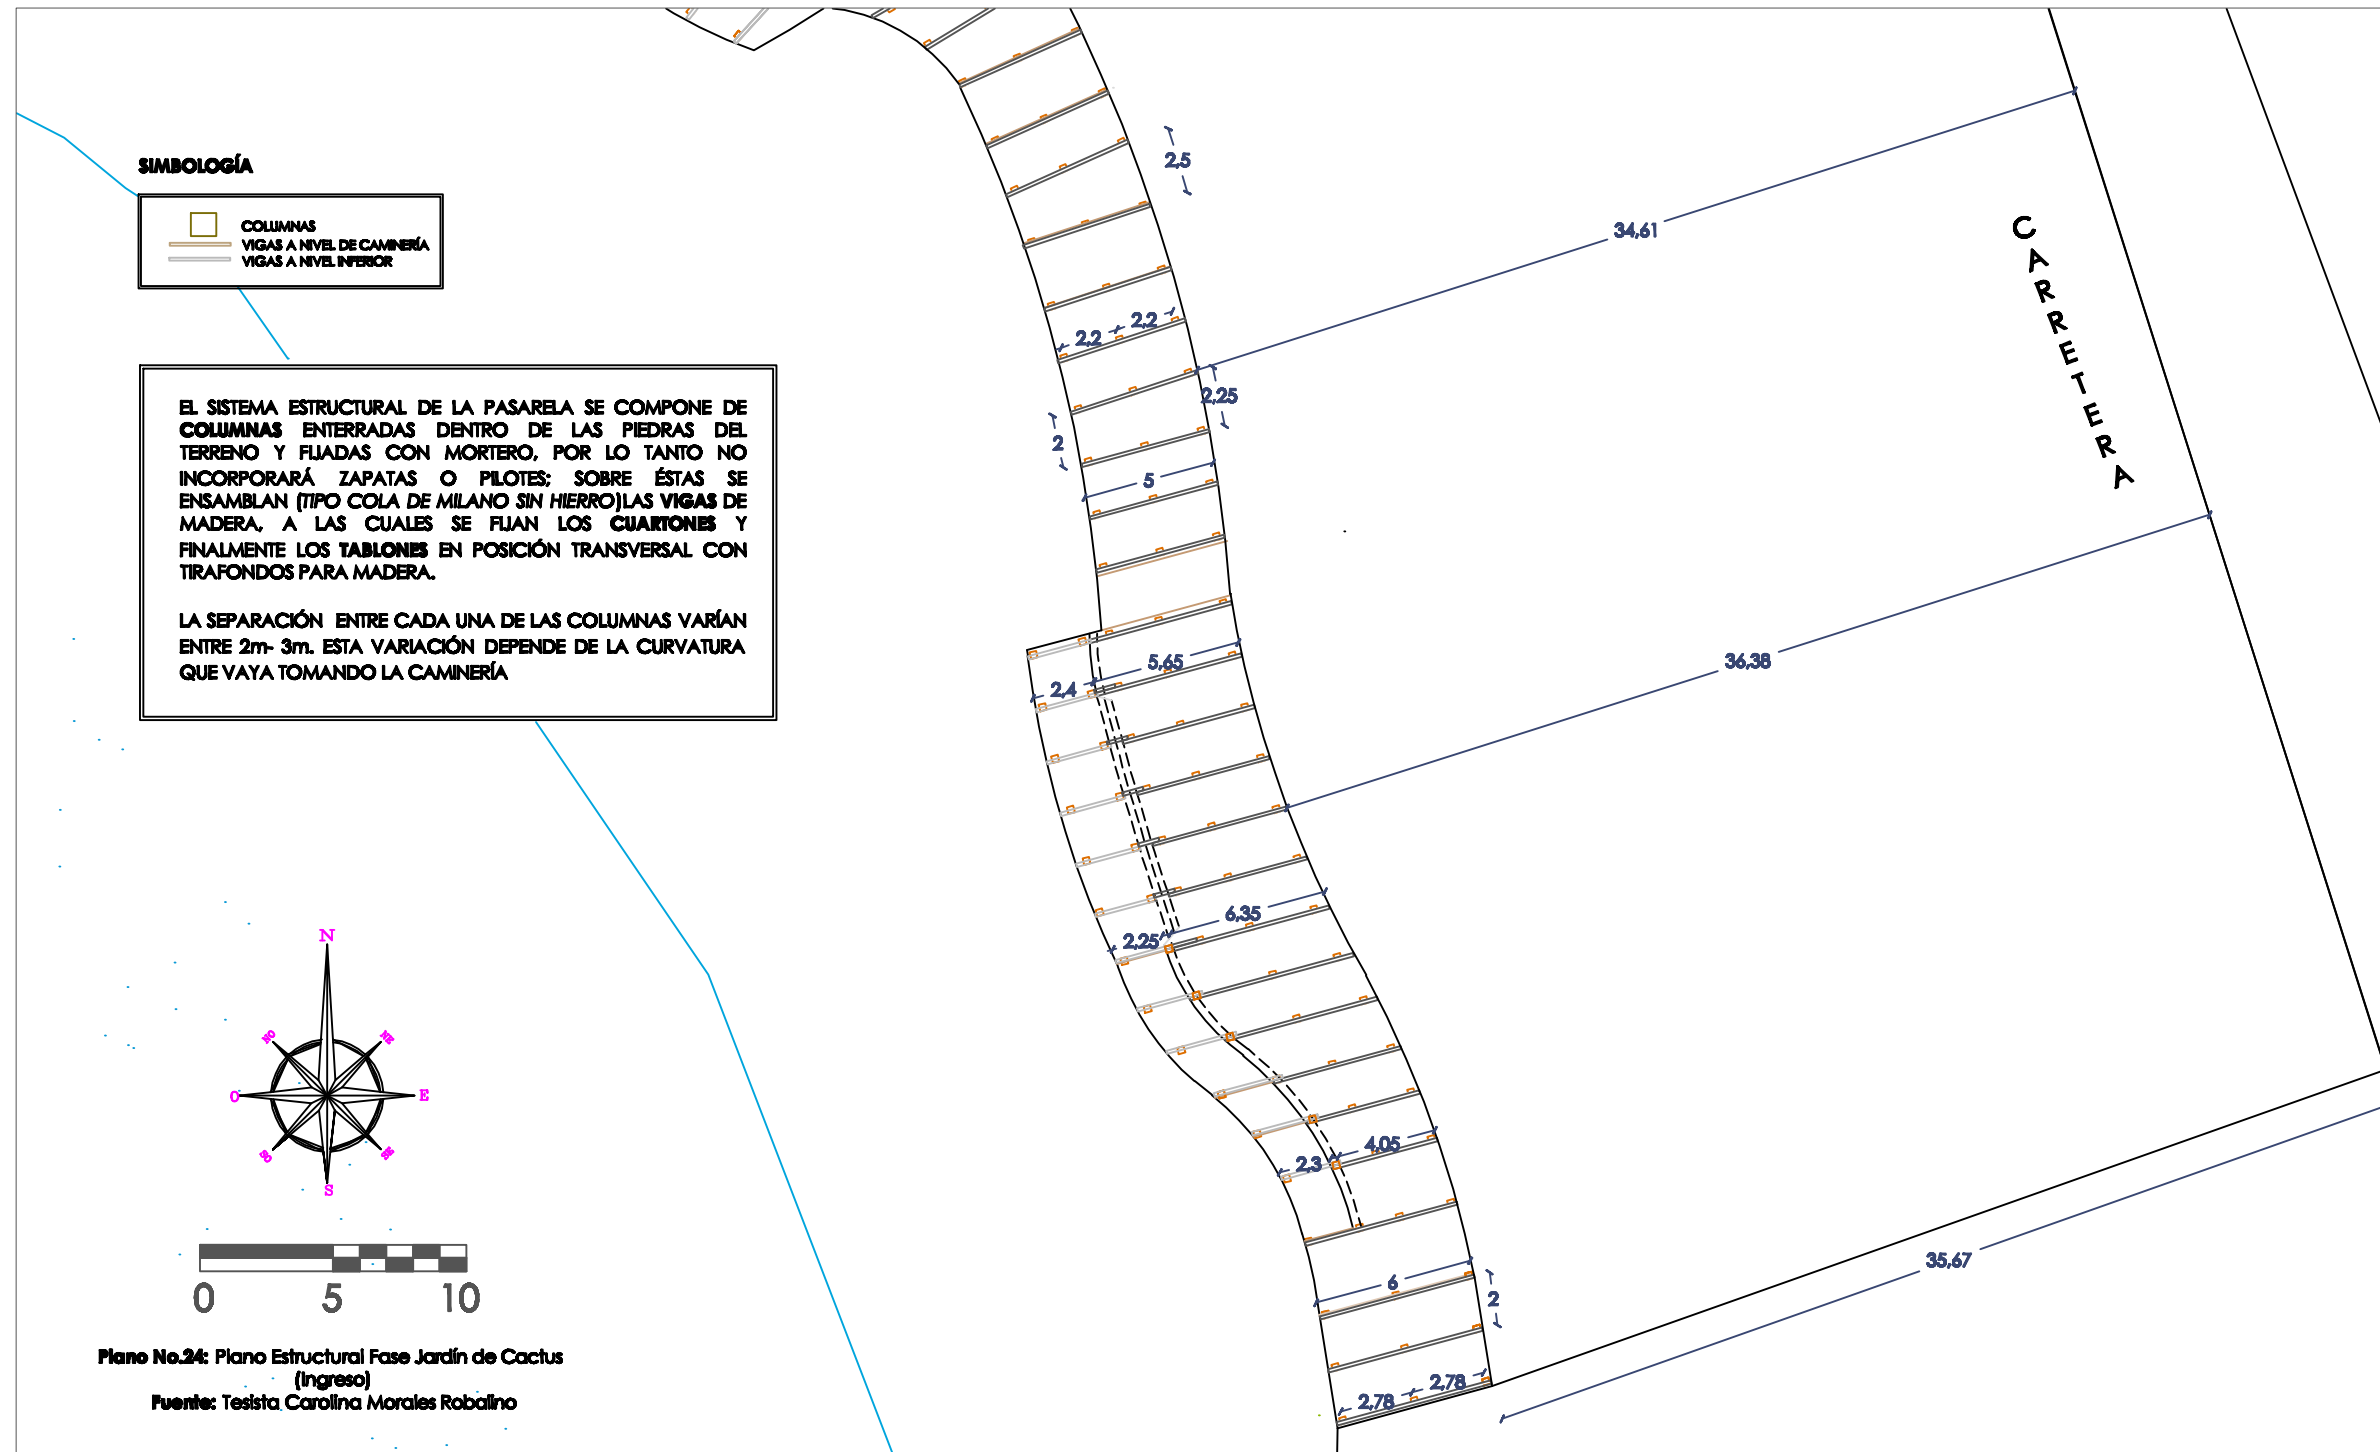 SIMBOLOGÍA
COLUMNAS
VIGAS A NIVEL DE CAMINERÍA
VIGAS A NIVEL INFERIOR
EL SISTEMA ESTRUCTURAL DE LA PASARELA SE COMPONE DE
COLUMNAS ENTERRADAS DENTRO DE LAS PIEDRAS DEL
TERRENO Y FIJADAS CON MORTERO, POR LO TANTO NO
INCORPORARÁ ZAPATAS O PILOTES; SOBRE ÉSTAS SE
ENSAMBLAN (TIPO COLA DE MILANO SIN HIERRO)LAS VIGAS DE
MADERA, A LAS CUALES SE FIJAN LOS CUARTONES Y
FINALMENTE LOS TABLONES EN POSICIÓN TRANSVERSAL CON
TIRAFONDOS PARA MADERA.
LA SEPARACIÓN ENTRE CADA UNA DE LAS COLUMNAS VARÍAN
ENTRE 2m- 3m. ESTA VARIACIÓN DEPENDE DE LA CURVATURA
QUE VAYA TOMANDO LA CAMINERÍA
N
NO
NE
O
E
SO
SE
S
0 5 10
Plano No.24: Plano Estructural Fase Jardín de Cactus
(Ingreso)
Fuente: Tesista Carolina Morales Robalino
2,5
34,61
CARRETERA
2,2
2,2
2,25
2
5
36,38
5,65
2,4
6,35
2,25
4,05
2,3
6
2
35,67
2,78
2,78